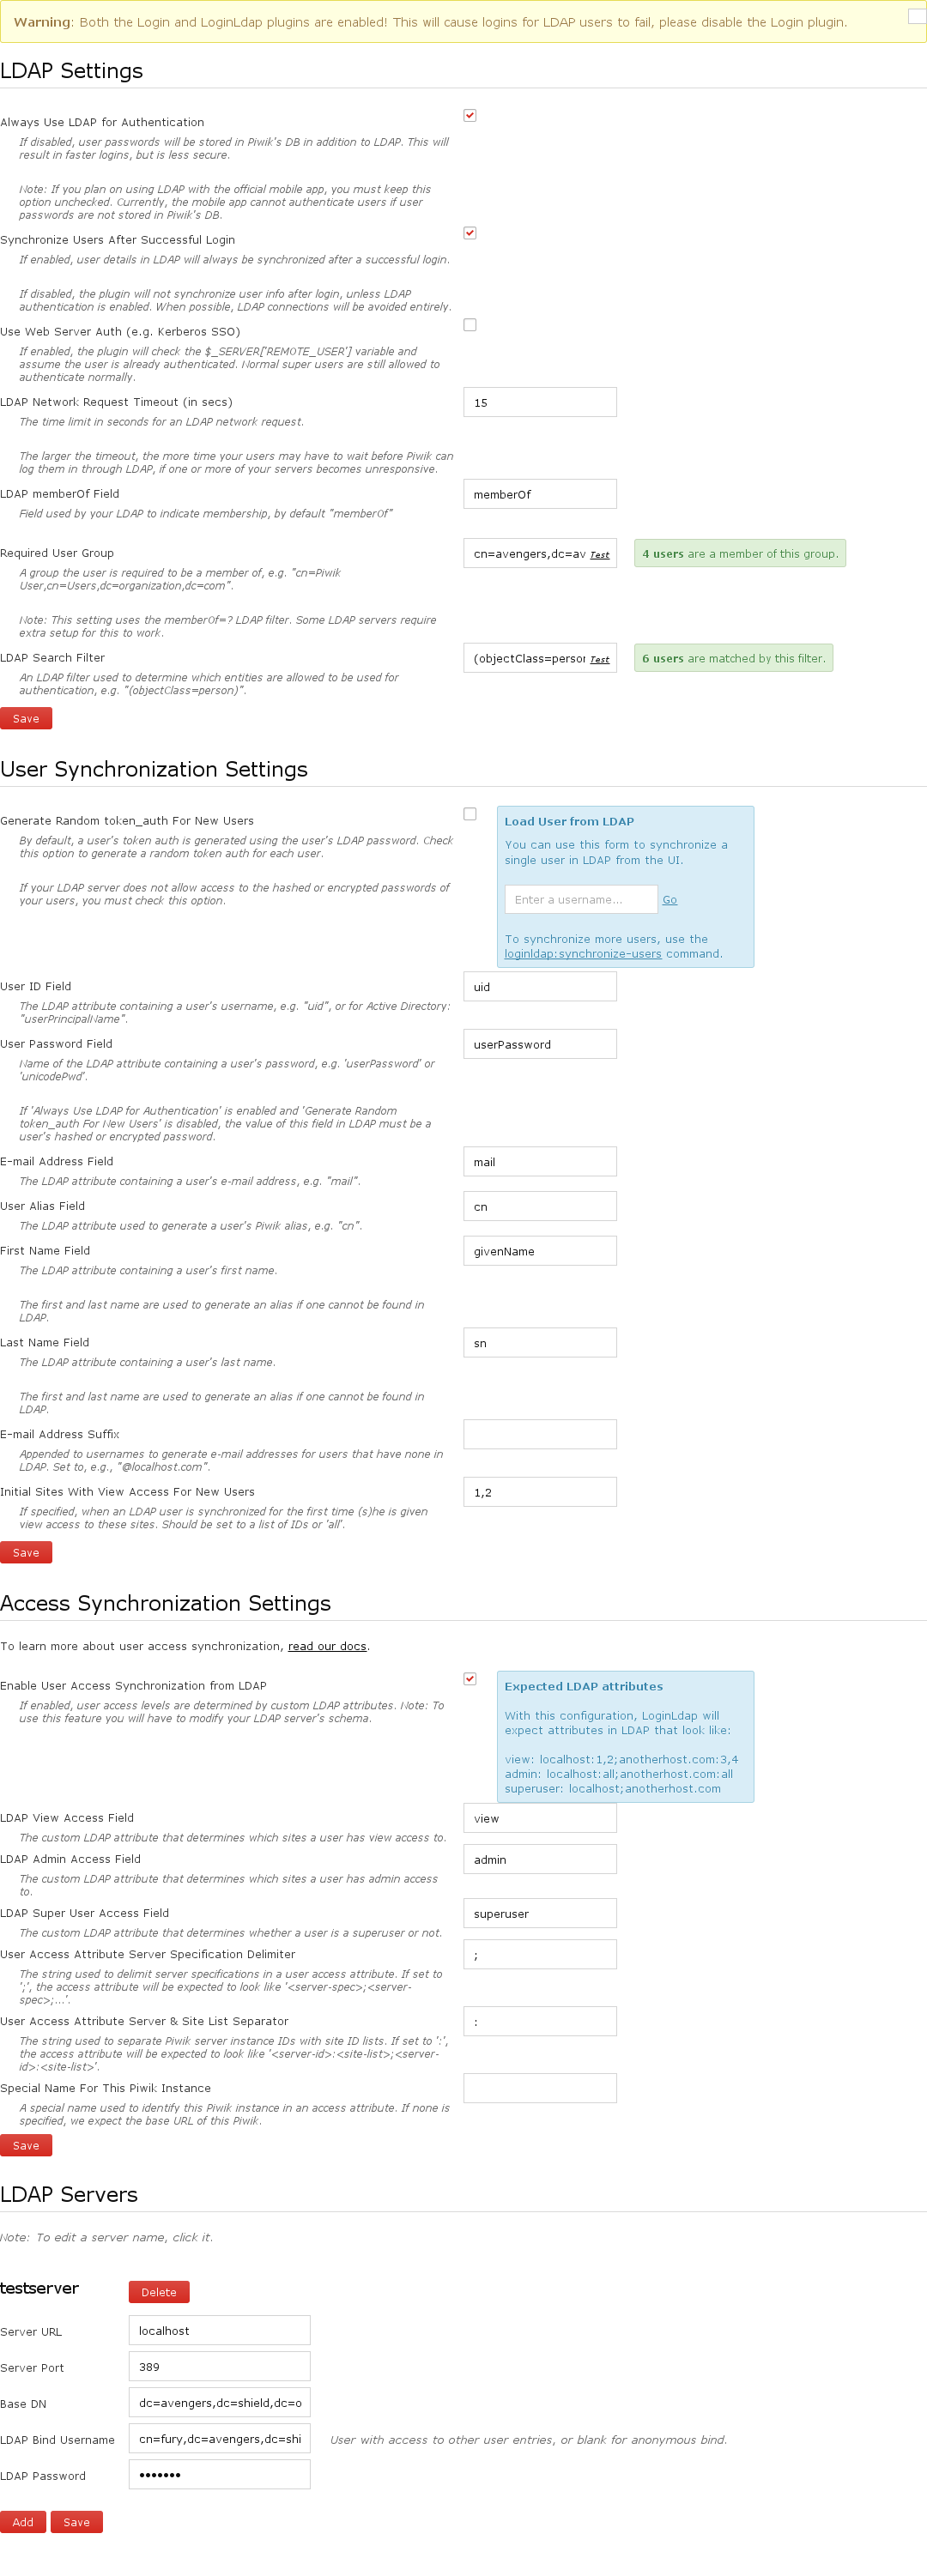 Warning: Both the Login and LoginLdap plugins are enabled! This will cause logins for LDAP users to fail, please disable the Login plugin.
LDAP Settings
Always Use LDAP for Authentication
If disabled, user passwords will be stored in Piwik's DB in addition to LDAP. This will
result in faster logins, but is less secure.
Note: If you plan on using LDAP with the official mobile app, you must keep this
option unchecked. Currently, the mobile app cannot authenticate users if user
passwords are not stored in Piwik's DB.
Synchronize Users After Successful Login
If enabled, user details in LDAP will always be synchronized after a successful login.
If disabled, the plugin will not synchronize user info after login, unless LDAP
authentication is enabled. When possible, LDAP connections will be avoided entirely.
Use Web Server Auth (e.g. Kerberos SSO)
If enabled, the plugin will check the $_SERVER['REMOTE_USER'] variable and
assume the user is already authenticated. Normal super users are still allowed to
authenticate normally.
LDAP Network Request Timeout (in secs)
15
The time limit in seconds for an LDAP network request.
The larger the timeout, the more time your users may have to wait before Piwik can
log them in through LDAP, if one or more of your servers becomes unresponsive.
LDAP memberOf Field
memberOf
Field used by your LDAP to indicate membership, by default "memberOf"
Required User Group
cn=avengers,dc=av Test
4 users are a member of this group.
A group the user is required to be a member of, e.g. "cn=Piwik
User,cn=Users,dc=organization,dc=com".
Note: This setting uses the memberOf=? LDAP filter. Some LDAP servers require
extra setup for this to work.
LDAP Search Filter
(objectClass=person Test
6 users are matched by this filter.
An LDAP filter used to determine which entities are allowed to be used for
authentication, e.g. "(objectClass=person)".
Save
User Synchronization Settings
Generate Random token_auth For New Users
By default, a user's token auth is generated using the user's LDAP password. Check
this option to generate a random token auth for each user.
If your LDAP server does not allow access to the hashed or encrypted passwords of
your users, you must check this option.
Load User from LDAP
You can use this form to synchronize a
single user in LDAP from the UI.
Enter a username... Go
To synchronize more users, use the
loginldap:synchronize-users command.
User ID Field
uid
The LDAP attribute containing a user's username, e.g. "uid", or for Active Directory:
"userPrincipalName".
User Password Field
userPassword
Name of the LDAP attribute containing a user's password, e.g. 'userPassword' or
'unicodePwd'.
If 'Always Use LDAP for Authentication' is enabled and 'Generate Random
token_auth For New Users' is disabled, the value of this field in LDAP must be a
user's hashed or encrypted password.
E-mail Address Field
mail
The LDAP attribute containing a user's e-mail address, e.g. "mail".
User Alias Field
cn
The LDAP attribute used to generate a user's Piwik alias, e.g. "cn".
First Name Field
givenName
The LDAP attribute containing a user's first name.
The first and last name are used to generate an alias if one cannot be found in
LDAP.
Last Name Field
sn
The LDAP attribute containing a user's last name.
The first and last name are used to generate an alias if one cannot be found in
LDAP.
E-mail Address Suffix
Appended to usernames to generate e-mail addresses for users that have none in
LDAP. Set to, e.g., "@localhost.com".
Initial Sites With View Access For New Users
1,2
If specified, when an LDAP user is synchronized for the first time (s)he is given
view access to these sites. Should be set to a list of IDs or 'all'.
Save
Access Synchronization Settings
To learn more about user access synchronization, read our docs.
Enable User Access Synchronization from LDAP
If enabled, user access levels are determined by custom LDAP attributes. Note: To
use this feature you will have to modify your LDAP server's schema.
Expected LDAP attributes
With this configuration, LoginLdap will
expect attributes in LDAP that look like:
view: localhost:1,2;anotherhost.com:3,4
admin: localhost:all;anotherhost.com:all
superuser: localhost;anotherhost.com
LDAP View Access Field
view
The custom LDAP attribute that determines which sites a user has view access to.
LDAP Admin Access Field
admin
The custom LDAP attribute that determines which sites a user has admin access
to.
LDAP Super User Access Field
superuser
The custom LDAP attribute that determines whether a user is a superuser or not.
User Access Attribute Server Specification Delimiter
;
The string used to delimit server specifications in a user access attribute. If set to
';', the access attribute will be expected to look like '<server-spec>;<server-
spec>;...'.
User Access Attribute Server & Site List Separator
:
The string used to separate Piwik server instance IDs with site ID lists. If set to ':',
the access attribute will be expected to look like '<server-id>:<site-list>;<server-
id>:<site-list>'.
Special Name For This Piwik Instance
A special name used to identify this Piwik instance in an access attribute. If none is
specified, we expect the base URL of this Piwik.
Save
LDAP Servers
Note: To edit a server name, click it.
testserver
Delete
Server URL
localhost
Server Port
389
Base DN
dc=avengers,dc=shield,dc=o
LDAP Bind Username
cn=fury,dc=avengers,dc=shi
User with access to other user entries, or blank for anonymous bind.
LDAP Password
•••••••
Add Save